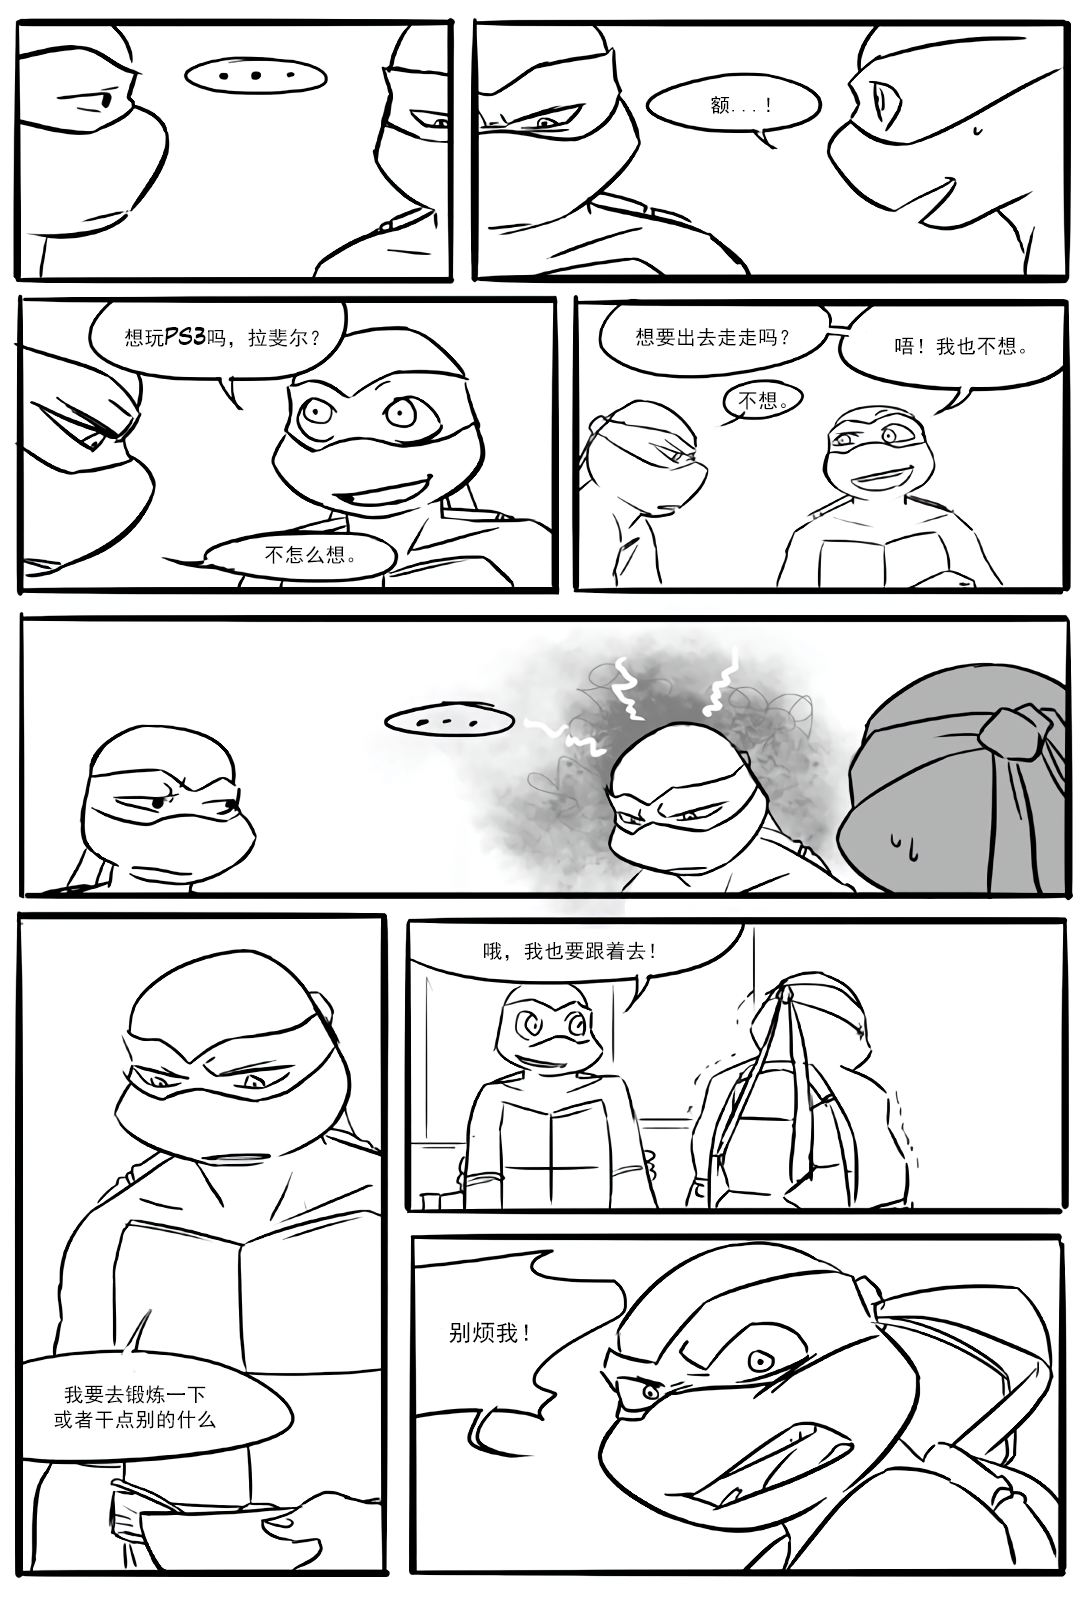 ...
额...!
想玩PS3吗，拉斐尔？
不怎么想。
想要出去走走吗？
不想。
唔！我也不想。
...
我要去锻炼一下
或者干点别的什么
哦，我也要跟着去！
别烦我！